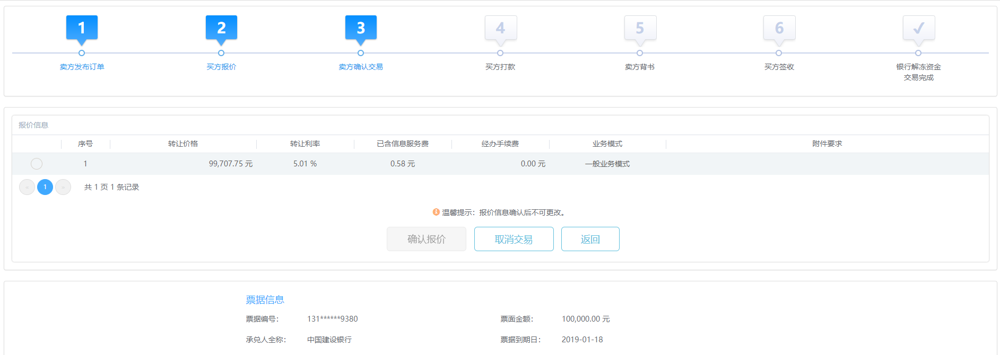 1 2 3 4 5 6
卖方发布订单 买方报价 卖方确认交易 买方打款 卖方背书 买方签收 银行解冻资金
交易完成
报价信息
序号 转让价格 转让利率 已含信息服务费 经办手续费 业务模式 附件要求
1 99,707.75 元 5.01 % 0.58 元 0.00 元 一般业务模式
« 1 » 共 1 页 1 条记录
温馨提示：报价信息确认后不可更改。
确认报价 取消交易 返回
票据信息
票据编号： 131******9380 票面金额： 100,000.00 元
承兑人全称： 中国建设银行 票据到期日： 2019-01-18